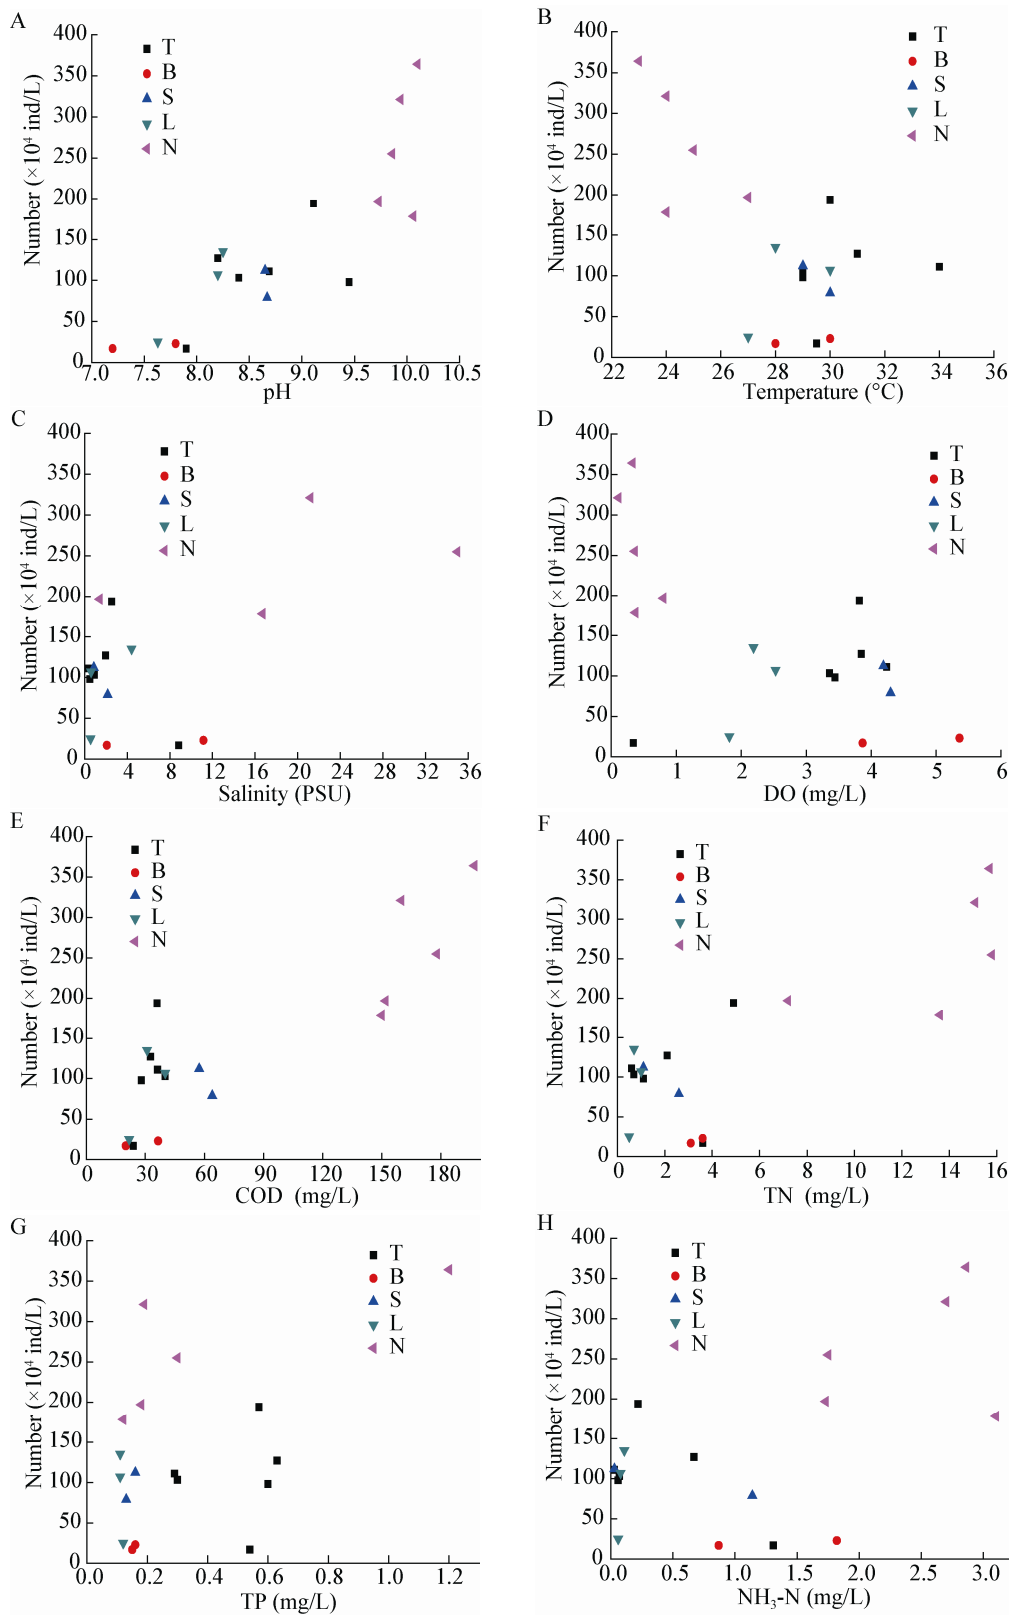 A
T
B
S
L
N
400
350
300
250
200
150
100
50
0
Number (×10⁴ ind/L)
7.0 7.5 8.0 8.5 9.0 9.5 10.0 10.5
pH
B
T
B
S
L
N
400
350
300
250
200
150
100
50
0
Number (×10⁴ ind/L)
22 24 26 28 30 32 34 36
Temperature (°C)
C
T
B
S
L
N
400
350
300
250
200
150
100
50
0
Number (×10⁴ ind/L)
0 4 8 12 16 20 24 28 32 36
Salinity (PSU)
D
T
B
S
L
N
400
350
300
250
200
150
100
50
0
Number (×10⁴ ind/L)
0 1 2 3 4 5 6
DO (mg/L)
E
T
B
S
L
N
400
350
300
250
200
150
100
50
0
Number (×10⁴ ind/L)
0 30 60 90 120 150 180
COD (mg/L)
F
T
B
S
L
N
400
350
300
250
200
150
100
50
0
Number (×10⁴ ind/L)
0 2 4 6 8 10 12 14 16
TN (mg/L)
G
T
B
S
L
N
400
350
300
250
200
150
100
50
0
Number (×10⁴ ind/L)
0.0 0.2 0.4 0.6 0.8 1.0 1.2
TP (mg/L)
H
T
B
S
L
N
400
350
300
250
200
150
100
50
0
Number (×10⁴ ind/L)
0.0 0.5 1.0 1.5 2.0 2.5 3.0
NH₃-N (mg/L)